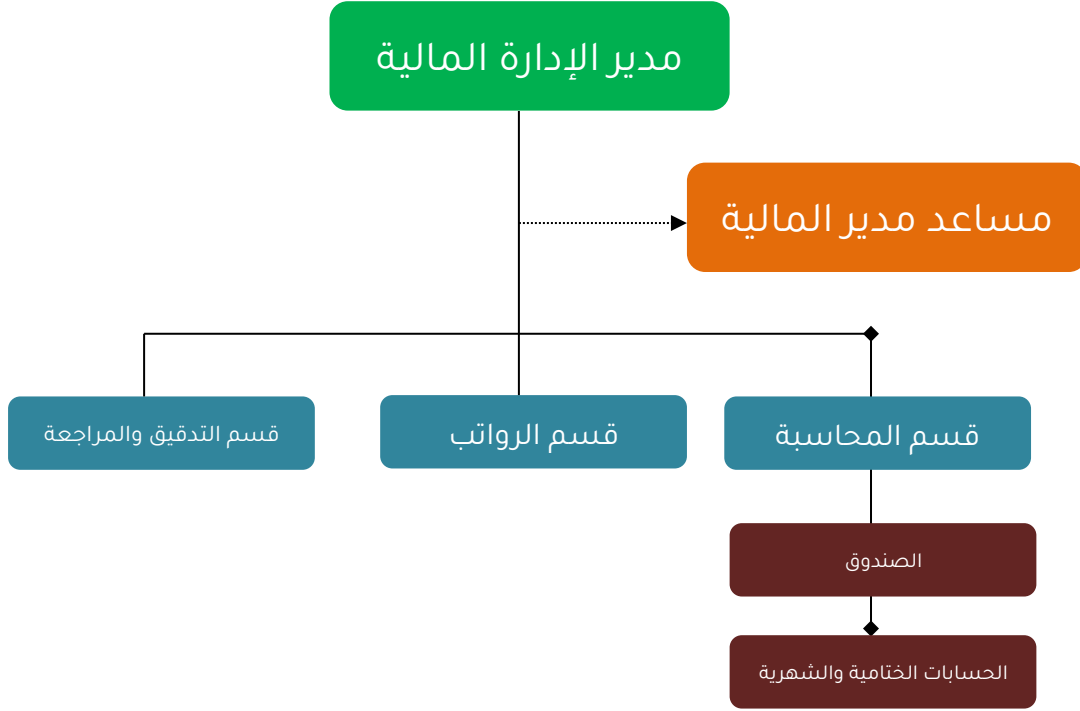 مدير الإدارة المالية
مساعد مدير المالية
قسم المحاسبة
قسم الرواتب
قسم التدقيق والمراجعة
الصندوق
الحسابات الختامية والشهرية